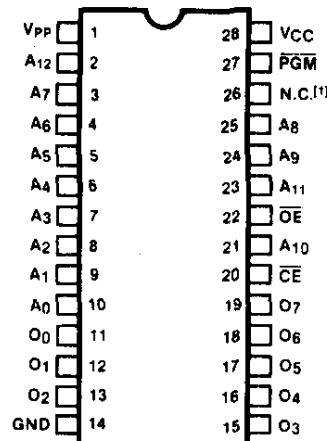 VPP 1 28 VCC
A12 2 27 PGM
A7 3 26 N.C.[1]
A6 4 25 A8
A5 5 24 A9
A4 6 23 A11
A3 7 22 OE
A2 8 21 A10
A1 9 20 CE
A0 10 19 O7
O0 11 18 O6
O1 12 17 O5
O2 13 16 O4
GND 14 15 O3